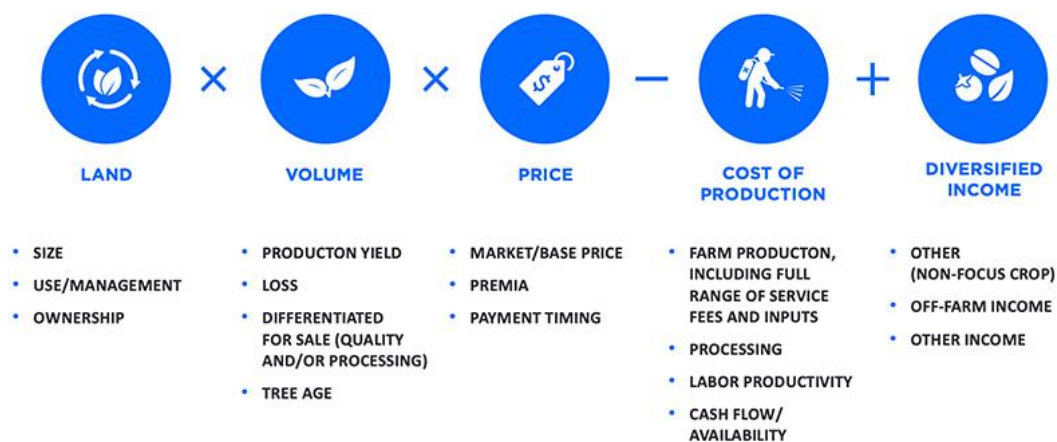 LAND
VOLUME
PRICE
COST OF
PRODUCTION
DIVERSIFIED
INCOME
• SIZE
• USE/MANAGEMENT
• OWNERSHIP
• PRODUCTON YIELD
• LOSS
• DIFFERENTIATED
FOR SALE (QUALITY
AND/OR PROCESSING)
• TREE AGE
• MARKET/BASE PRICE
• PREMIA
• PAYMENT TIMING
• FARM PRODUCTON,
INCLUDING FULL
RANGE OF SERVICE
FEES AND INPUTS
• PROCESSING
• LABOR PRODUCTIVITY
• CASH FLOW/
AVAILABILITY
• OTHER
(NON-FOCUS CROP)
• OFF-FARM INCOME
• OTHER INCOME